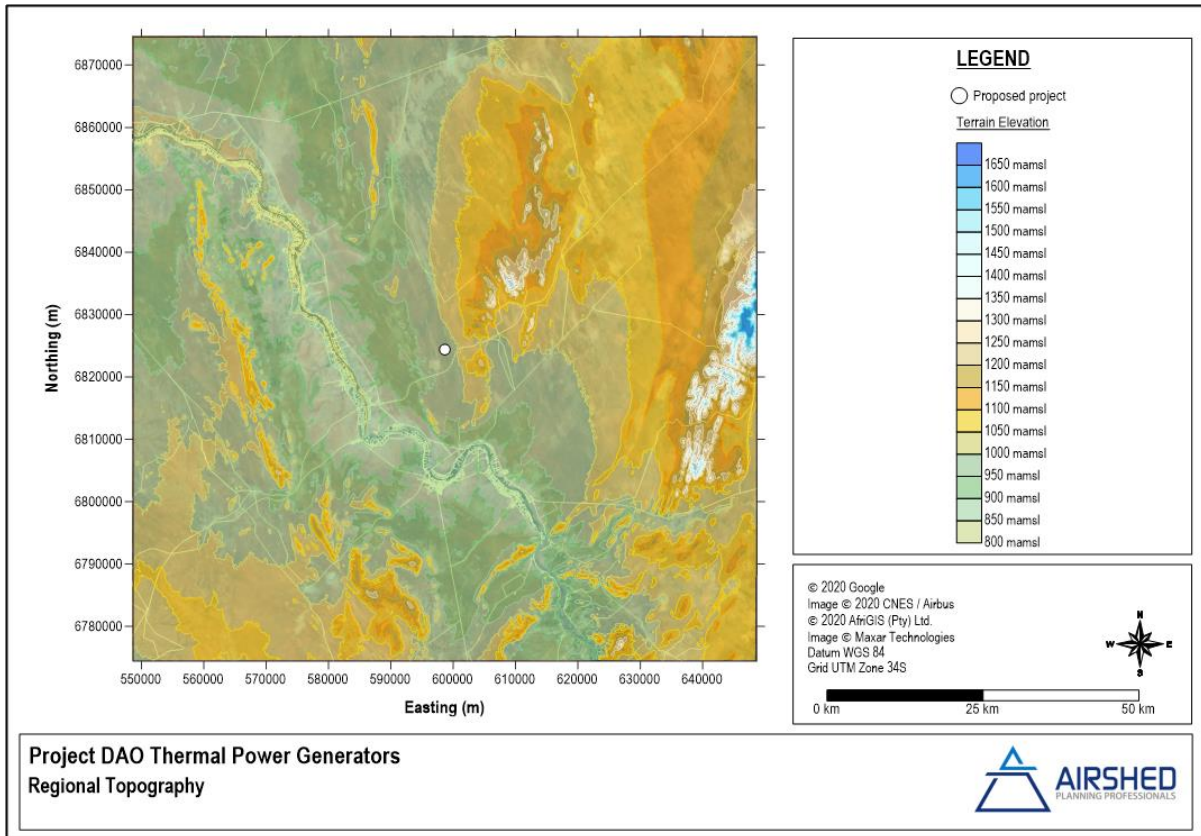 6870000
6860000
6850000
6840000
6830000
6820000
6810000
6800000
6790000
6780000
Northing (m)
550000 560000 570000 580000 590000 600000 610000 620000 630000 640000
Easting (m)
LEGEND
Proposed project
Terrain Elevation
1650 mamsl
1600 mamsl
1550 mamsl
1500 mamsl
1450 mamsl
1400 mamsl
1350 mamsl
1300 mamsl
1250 mamsl
1200 mamsl
1150 mamsl
1100 mamsl
1050 mamsl
1000 mamsl
950 mamsl
900 mamsl
850 mamsl
800 mamsl
© 2020 Google
Image © 2020 CNES / Airbus
© 2020 AfriGIS (Pty) Ltd.
Image © Maxar Technologies
Datum WGS 84
Grid UTM Zone 34S
N
W E
S
0 km 25 km 50 km
Project DAO Thermal Power Generators
Regional Topography
AIRSHED
PLANNING PROFESSIONALS